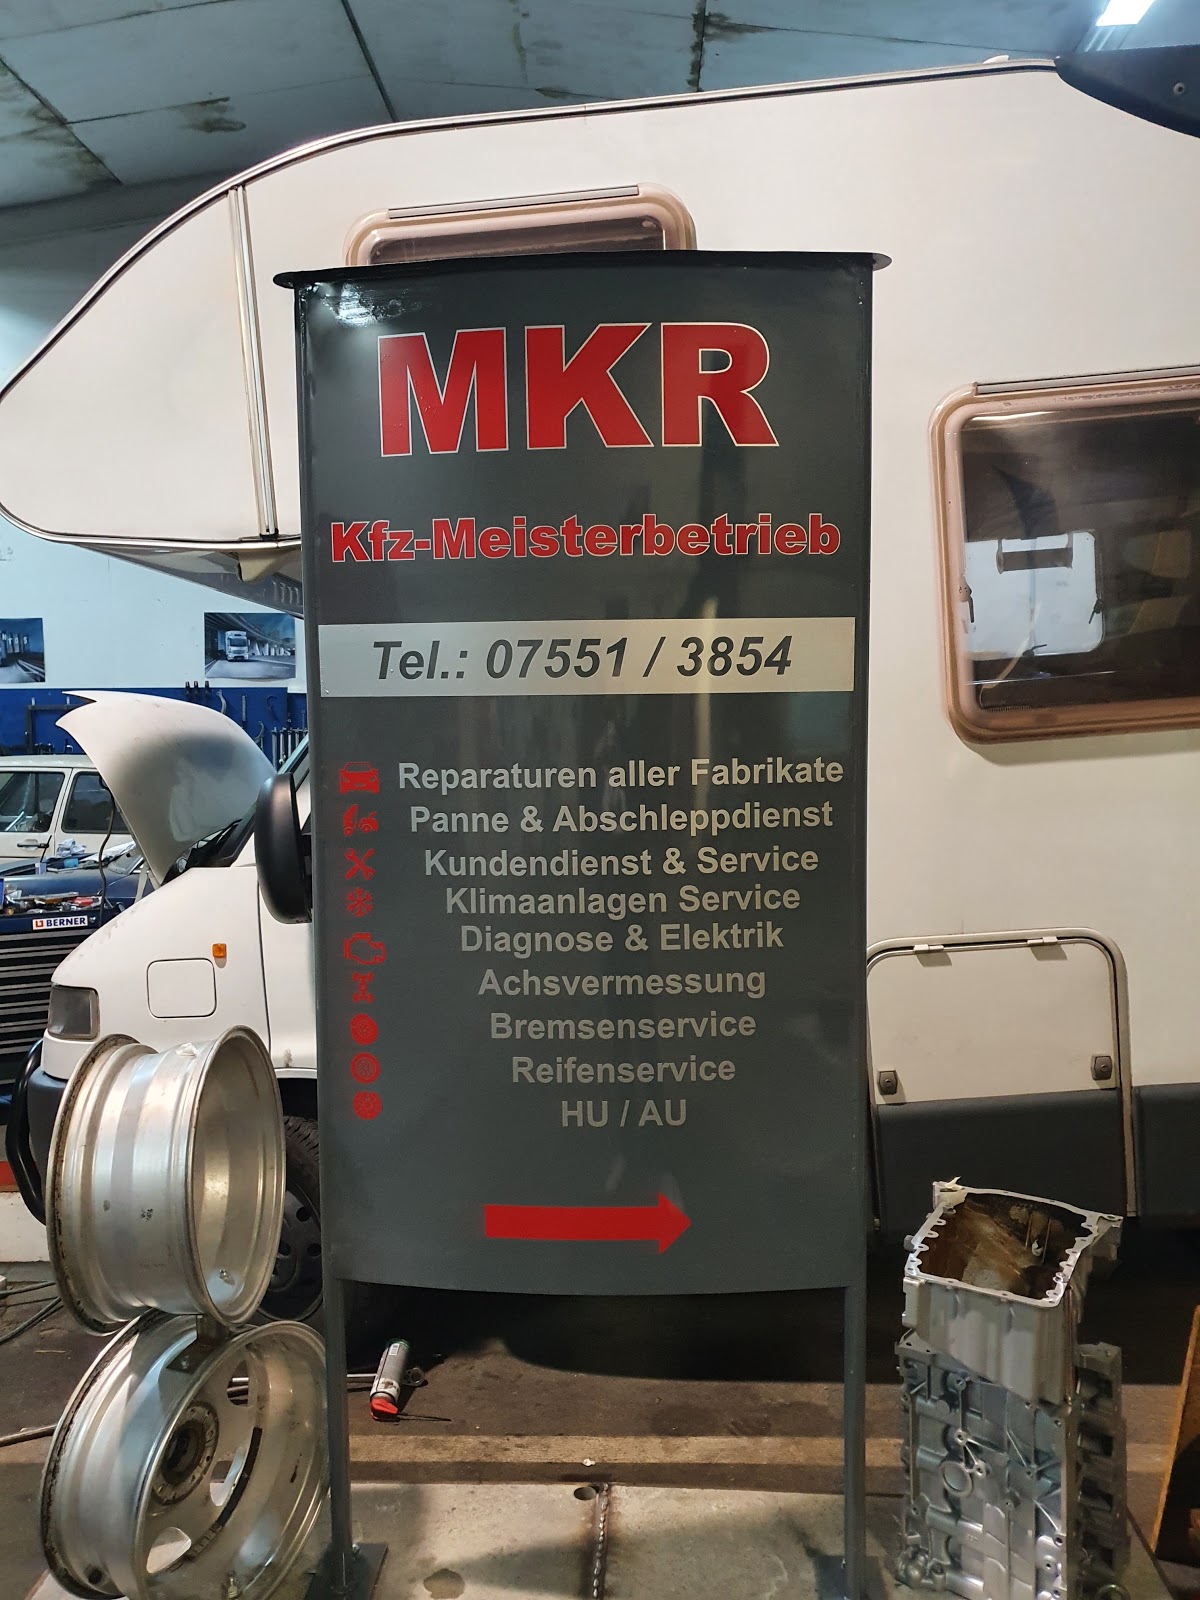 MKR
Kfz-Meisterbetrieb
Tel.: 07551 / 3854
Reparaturen aller Fabrikate
Panne & Abschleppdienst
Kundendienst & Service
Klimaanlagen Service
Diagnose & Elektrik
Achsvermessung
Bremsenservice
Reifenservice
HU / AU
BERNER